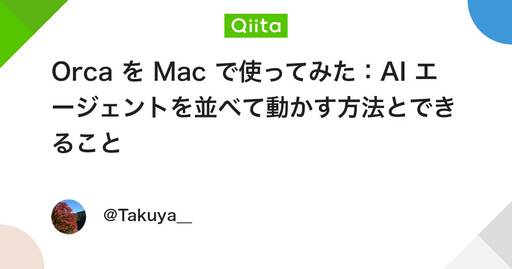 Qiita
Orca を Mac で使ってみた：AI エ
ージェントを並べて動かす方法とでき
ること
@Takuya__